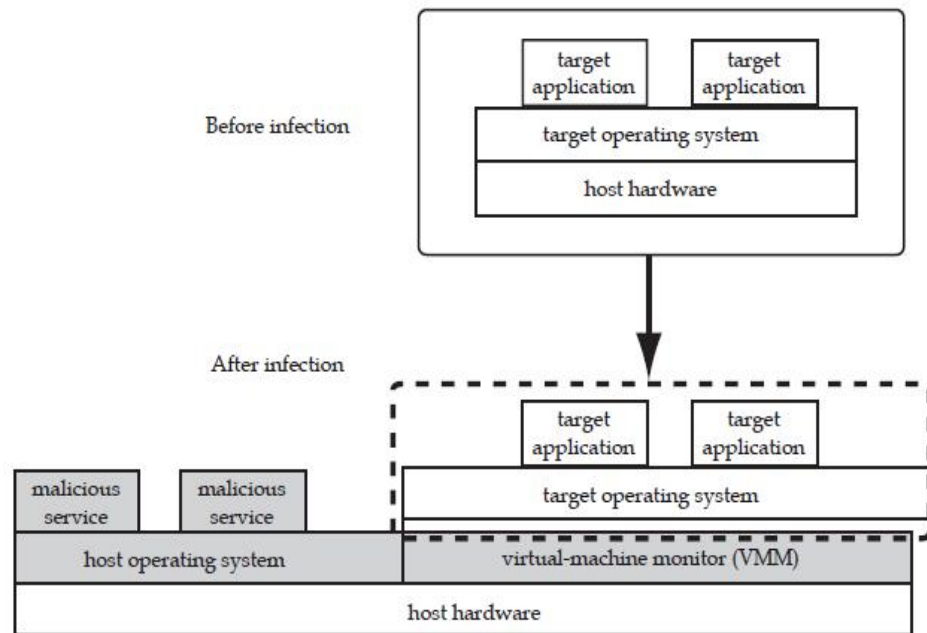 target
application
target
application
Before infection
target operating system
host hardware
After infection
target
application
target
application
malicious
service
malicious
service
target operating system
host operating system
virtual-machine monitor (VMM)
host hardware